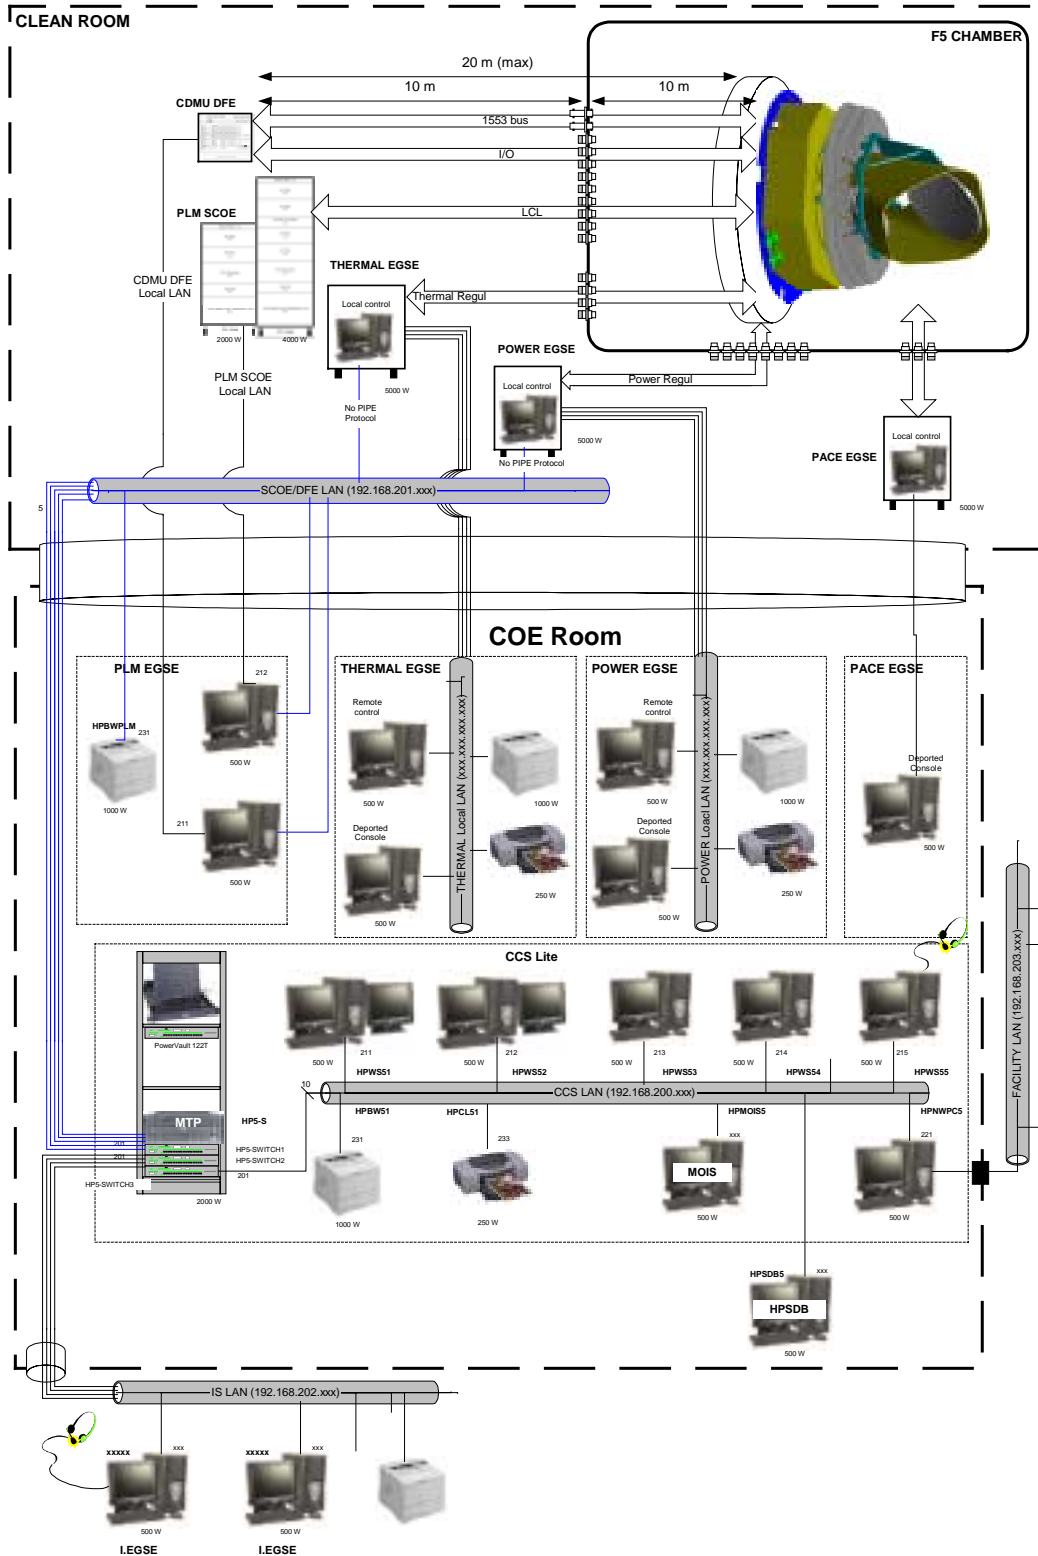 CLEAN ROOM
F5 CHAMBER
20 m (max)
10 m
10 m
CDMU DFE
1553 bus
I/O
PLM SCOE
LCL
THERMAL EGSE
CDMU DFE
Local LAN
Local control
Thermal Regul
2000 W
4000 W
POWER EGSE
PLM SCOE
Local LAN
5000 W
Local control
Power Regul
No PIPE
Protocol
5000 W
No PIPE Protocol
Local control
PACE EGSE
5000 W
SCOE/DFE LAN (192.168.201.xxx)
5
COE Room
PLM EGSE
THERMAL EGSE
POWER EGSE
PACE EGSE
212
HPBWPLM
231
500 W
1000 W
211
500 W
Remote
control
500 W
1000 W
Deported
Console
500 W
250 W
THERMAL Local LAN (xxx.xxx.xxx.xxx)
Remote
control
500 W
1000 W
Deported
Console
500 W
250 W
POWER Loacl LAN (xxx.xxx.xxx.xxx)
Deported
Console
500 W
FACILITY LAN (192.168.203.xxx)
CCS Lite
PowerVault 122T
500 W
211
HPWS51
500 W
212
HPWS52
500 W
213
HPWS53
500 W
214
HPWS54
500 W
215
HPWS55
10
CCS LAN (192.168.200.xxx)
MTP
HP5-S
HPBW51
HPCL51
HPMOIS5
HPNWPC5
201
HP5-SWITCH1
201
HP5-SWITCH2
201
HP5-SWITCH3
2000 W
231
1000 W
233
250 W
xxx
MOIS
500 W
221
500 W
HPSDB5
xxx
HPSDB
500 W
IS LAN (192.168.202.xxx)
xxxxx
xxx
500 W
I.EGSE
xxxxx
xxx
500 W
I.EGSE